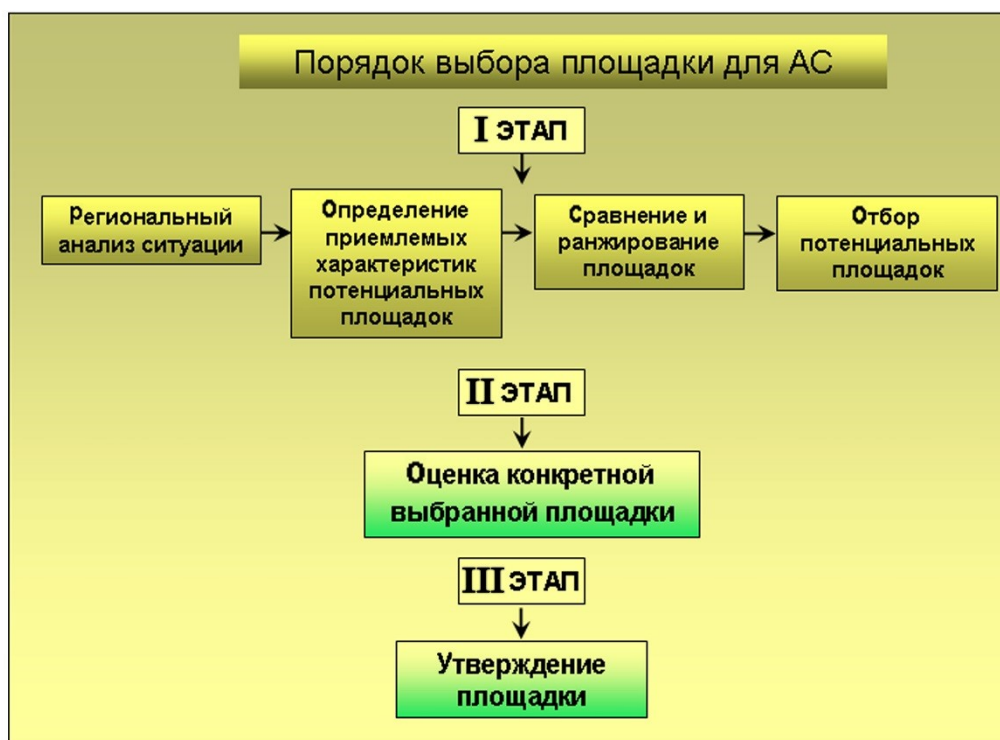 Порядок выбора площадки для АС
I ЭТАП
Региональный
анализ ситуации
Определение
приемлемых
характеристик
потенциальных
площадок
Сравнение и
ранжирование
площадок
Отбор
потенциальных
площадок
II ЭТАП
Оценка конкретной
выбранной площадки
III ЭТАП
Утверждение
площадки